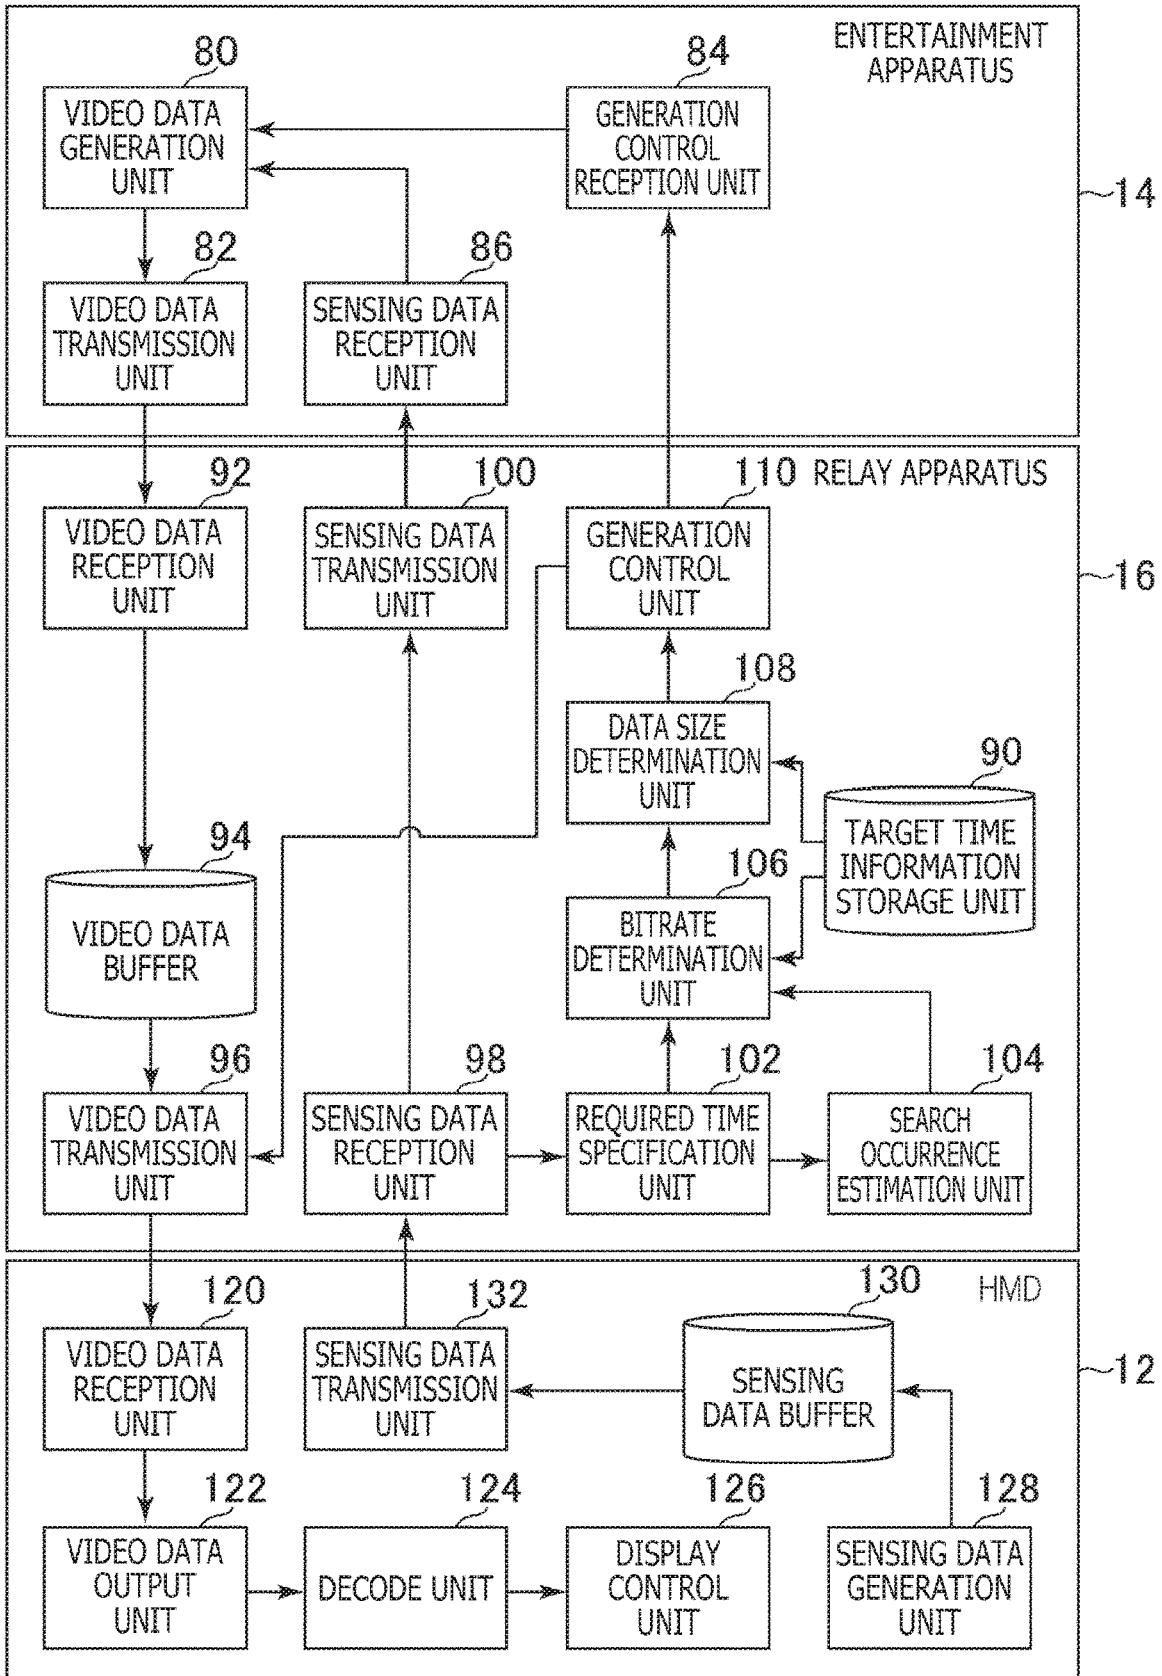 ENTERTAINMENT
APPARATUS
80
VIDEO DATA
GENERATION
UNIT
84
GENERATION
CONTROL
RECEPTION UNIT
14
82
VIDEO DATA
TRANSMISSION
UNIT
86
SENSING DATA
RECEPTION
UNIT
RELAY APPARATUS
92
VIDEO DATA
RECEPTION
UNIT
100
SENSING DATA
TRANSMISSION
UNIT
110
GENERATION
CONTROL
UNIT
16
108
DATA SIZE
DETERMINATION
UNIT
90
TARGET TIME
INFORMATION
STORAGE UNIT
94
VIDEO DATA
BUFFER
106
BITRATE
DETERMINATION
UNIT
96
VIDEO DATA
TRANSMISSION
UNIT
98
SENSING DATA
RECEPTION
UNIT
102
REQUIRED TIME
SPECIFICATION
UNIT
104
SEARCH
OCCURRENCE
ESTIMATION UNIT
HMD
120
VIDEO DATA
RECEPTION
UNIT
132
SENSING DATA
TRANSMISSION
UNIT
130
SENSING
DATA BUFFER
12
122
VIDEO DATA
OUTPUT
UNIT
124
DECODE UNIT
126
DISPLAY
CONTROL
UNIT
128
SENSING DATA
GENERATION
UNIT